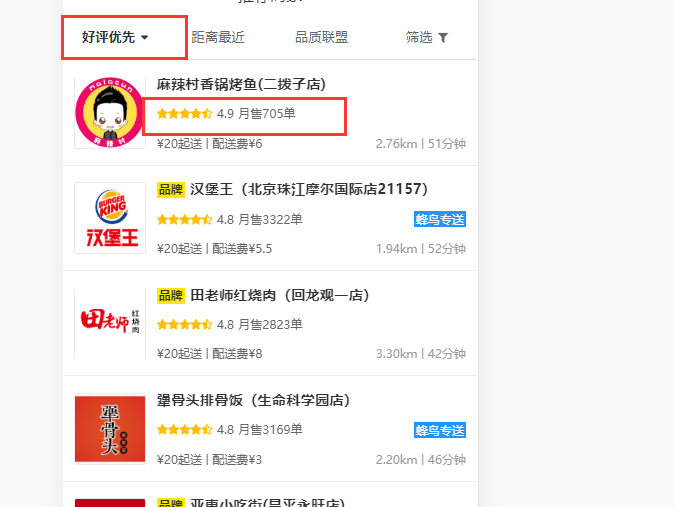 好评优先 距离最近 品质联盟 筛选
malacun
麻辣村
麻辣村香锅烤鱼(二拨子店)
4.9 月售705单
¥20起送 | 配送费¥6 2.76km | 51分钟
BURGER KING
汉堡王
品牌 汉堡王（北京珠江摩尔国际店21157）
4.8 月售3322单 蜂鸟专送
¥20起送 | 配送费¥5.5 1.94km | 52分钟
田老师 红烧肉
品牌 田老师红烧肉（回龙观一店）
4.8 月售2823单
¥20起送 | 配送费¥8 3.30km | 42分钟
犟骨头
犟骨头排骨饭（生命科学园店）
4.8 月售3169单 蜂鸟专送
¥20起送 | 配送费¥3 2.20km | 46分钟